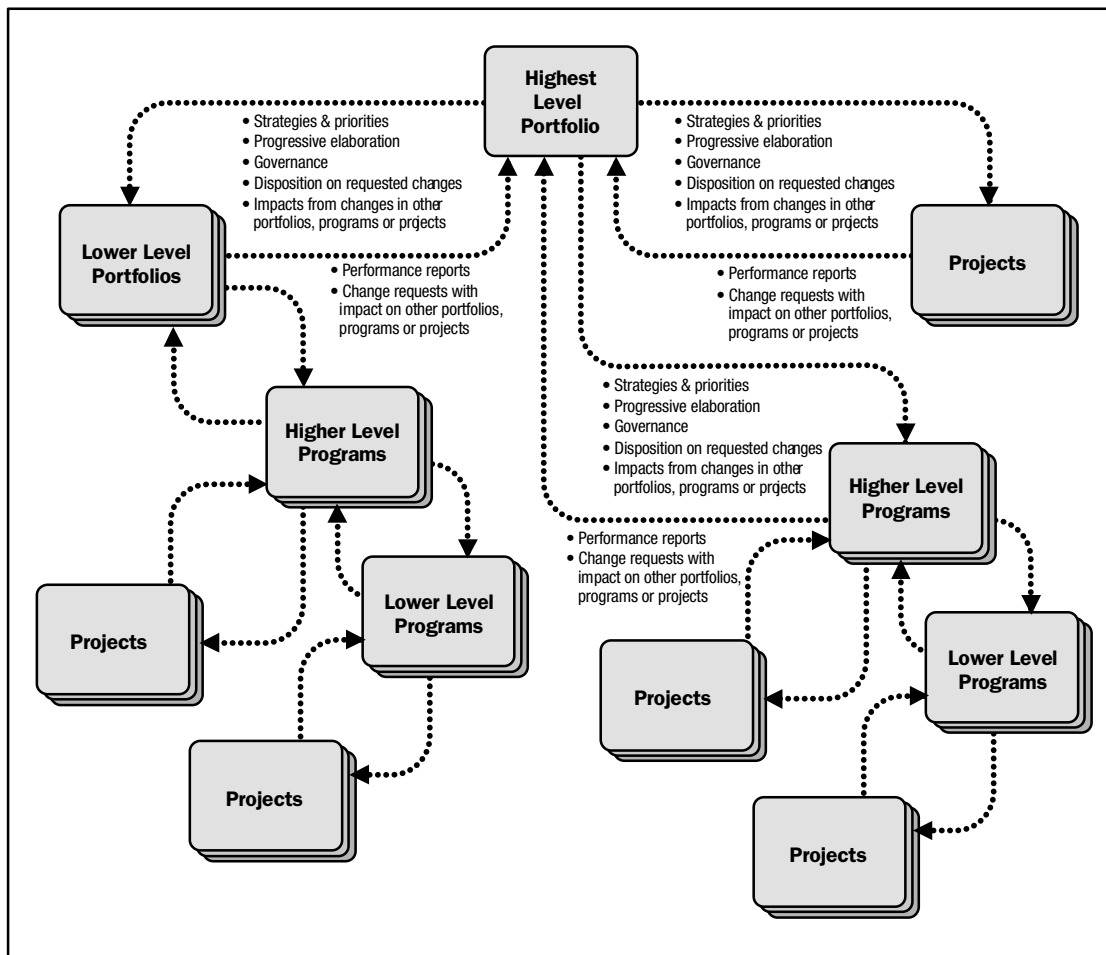 Highest
Level
Portfolio
• Strategies & priorities
• Progressive elaboration
• Governance
• Disposition on requested changes
• Impacts from changes in other
portfolios, programs or projects
• Strategies & priorities
• Progressive elaboration
• Governance
• Disposition on requested changes
• Impacts from changes in other
portfolios, programs or projects
Lower Level
Portfolios
Projects
• Performance reports
• Change requests with
impact on other portfolios,
programs or projects
• Performance reports
• Change requests with
impact on other portfolios,
programs or projects
• Strategies & priorities
• Progressive elaboration
• Governance
• Disposition on requested changes
• Impacts from changes in other
portfolios, programs or projects
Higher Level
Programs
Higher Level
Programs
• Performance reports
• Change requests with
impact on other portfolios,
programs or projects
Lower Level
Programs
Projects
Lower Level
Programs
Projects
Projects
Projects